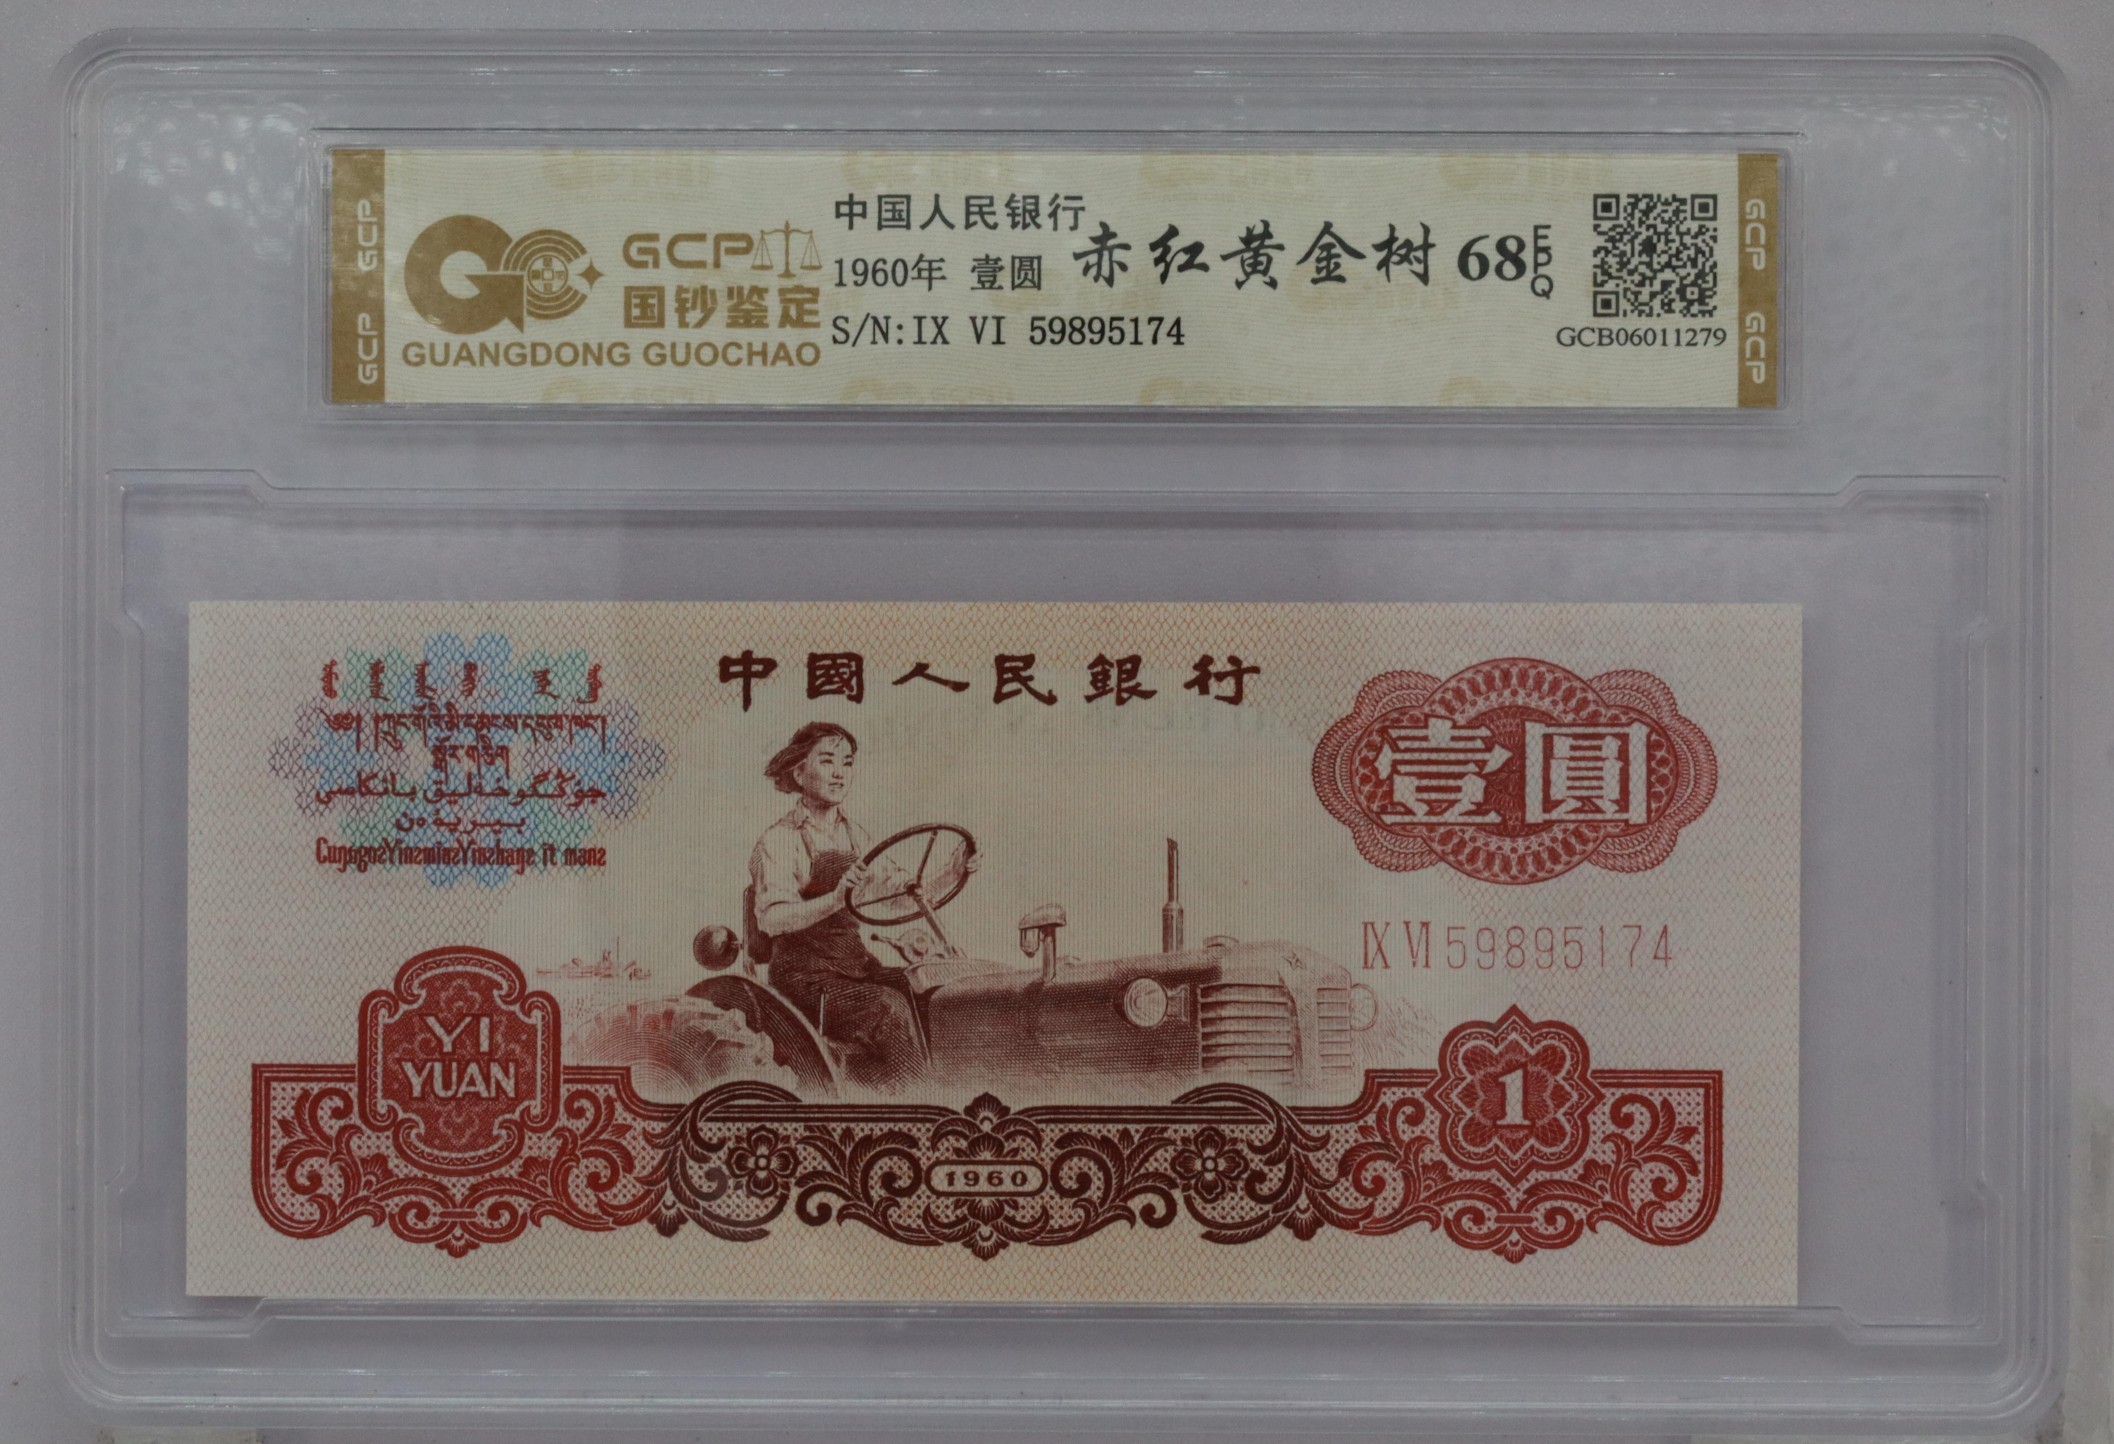 GCP GCP
GCP
国钞鉴定
GUANGDONG GUOCHAO
中国人民银行
1960年 壹圆
S/N:IX VI 59895174
赤红黄金树 68 EPQ
GCB06011279
GCP GCP
中國人民銀行
壹圓
IX VI 59895174
YI
YUAN
1960
1